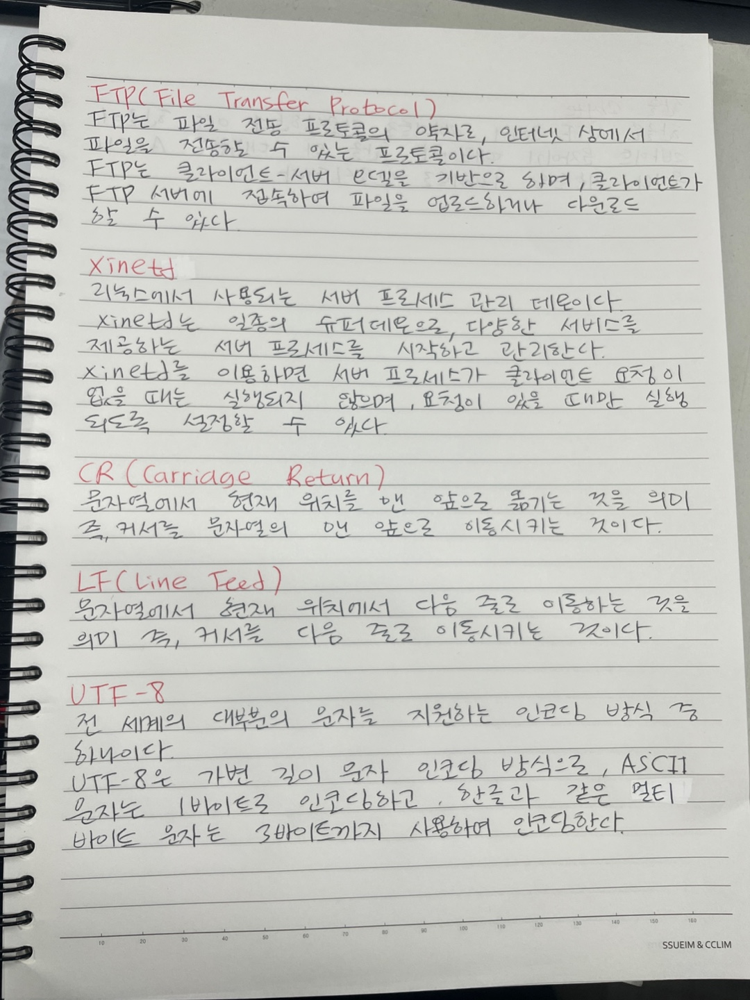 FTP(File Transfer Protocol)
FTP는 파일 전송 프로토콜의 약자로, 인터넷 상에서
파일을 전송할 수 있는 프로토콜이다.
FTP는 클라이언트-서버 모델을 기반으로 하며, 클라이언트가
FTP 서버에 접속하여 파일을 업로드하거나 다운로드
할 수 있다.
xinetd
리눅스에서 사용되는 서버 프로세스 관리 데몬이다.
xinetd는 일종의 슈퍼데몬으로, 다양한 서비스를
제공하는 서버 프로세스를 시작하고 관리한다.
xinetd를 이용하면 서버 프로세스가 클라이언트 요청이
없을 때는 실행되지 않으며, 요청이 있을 때만 실행
되도록 설정할 수 있다.
CR (Carriage Return)
문자열에서 현재 위치를 맨 앞으로 옮기는 것을 의미
즉, 커서를 문자열의 맨 앞으로 이동시키는 것이다.
LF(Line Feed)
문자열에서 현재 위치에서 다음 줄로 이동하는 것을
의미 즉, 커서를 다음 줄로 이동시키는 것이다.
UTF-8
전 세계의 대부분의 문자를 지원하는 인코딩 방식 중
하나이다.
UTF-8은 가변 길이 문자 인코딩 방식으로, ASCII
문자는 1바이트로 인코딩하고, 한글과 같은 멀티
바이트 문자는 3바이트까지 사용하여 인코딩한다.
10 20 30 40 50 60 70 80 90 100 110 120 130 140 150 160
SSUEIM & CCLIM